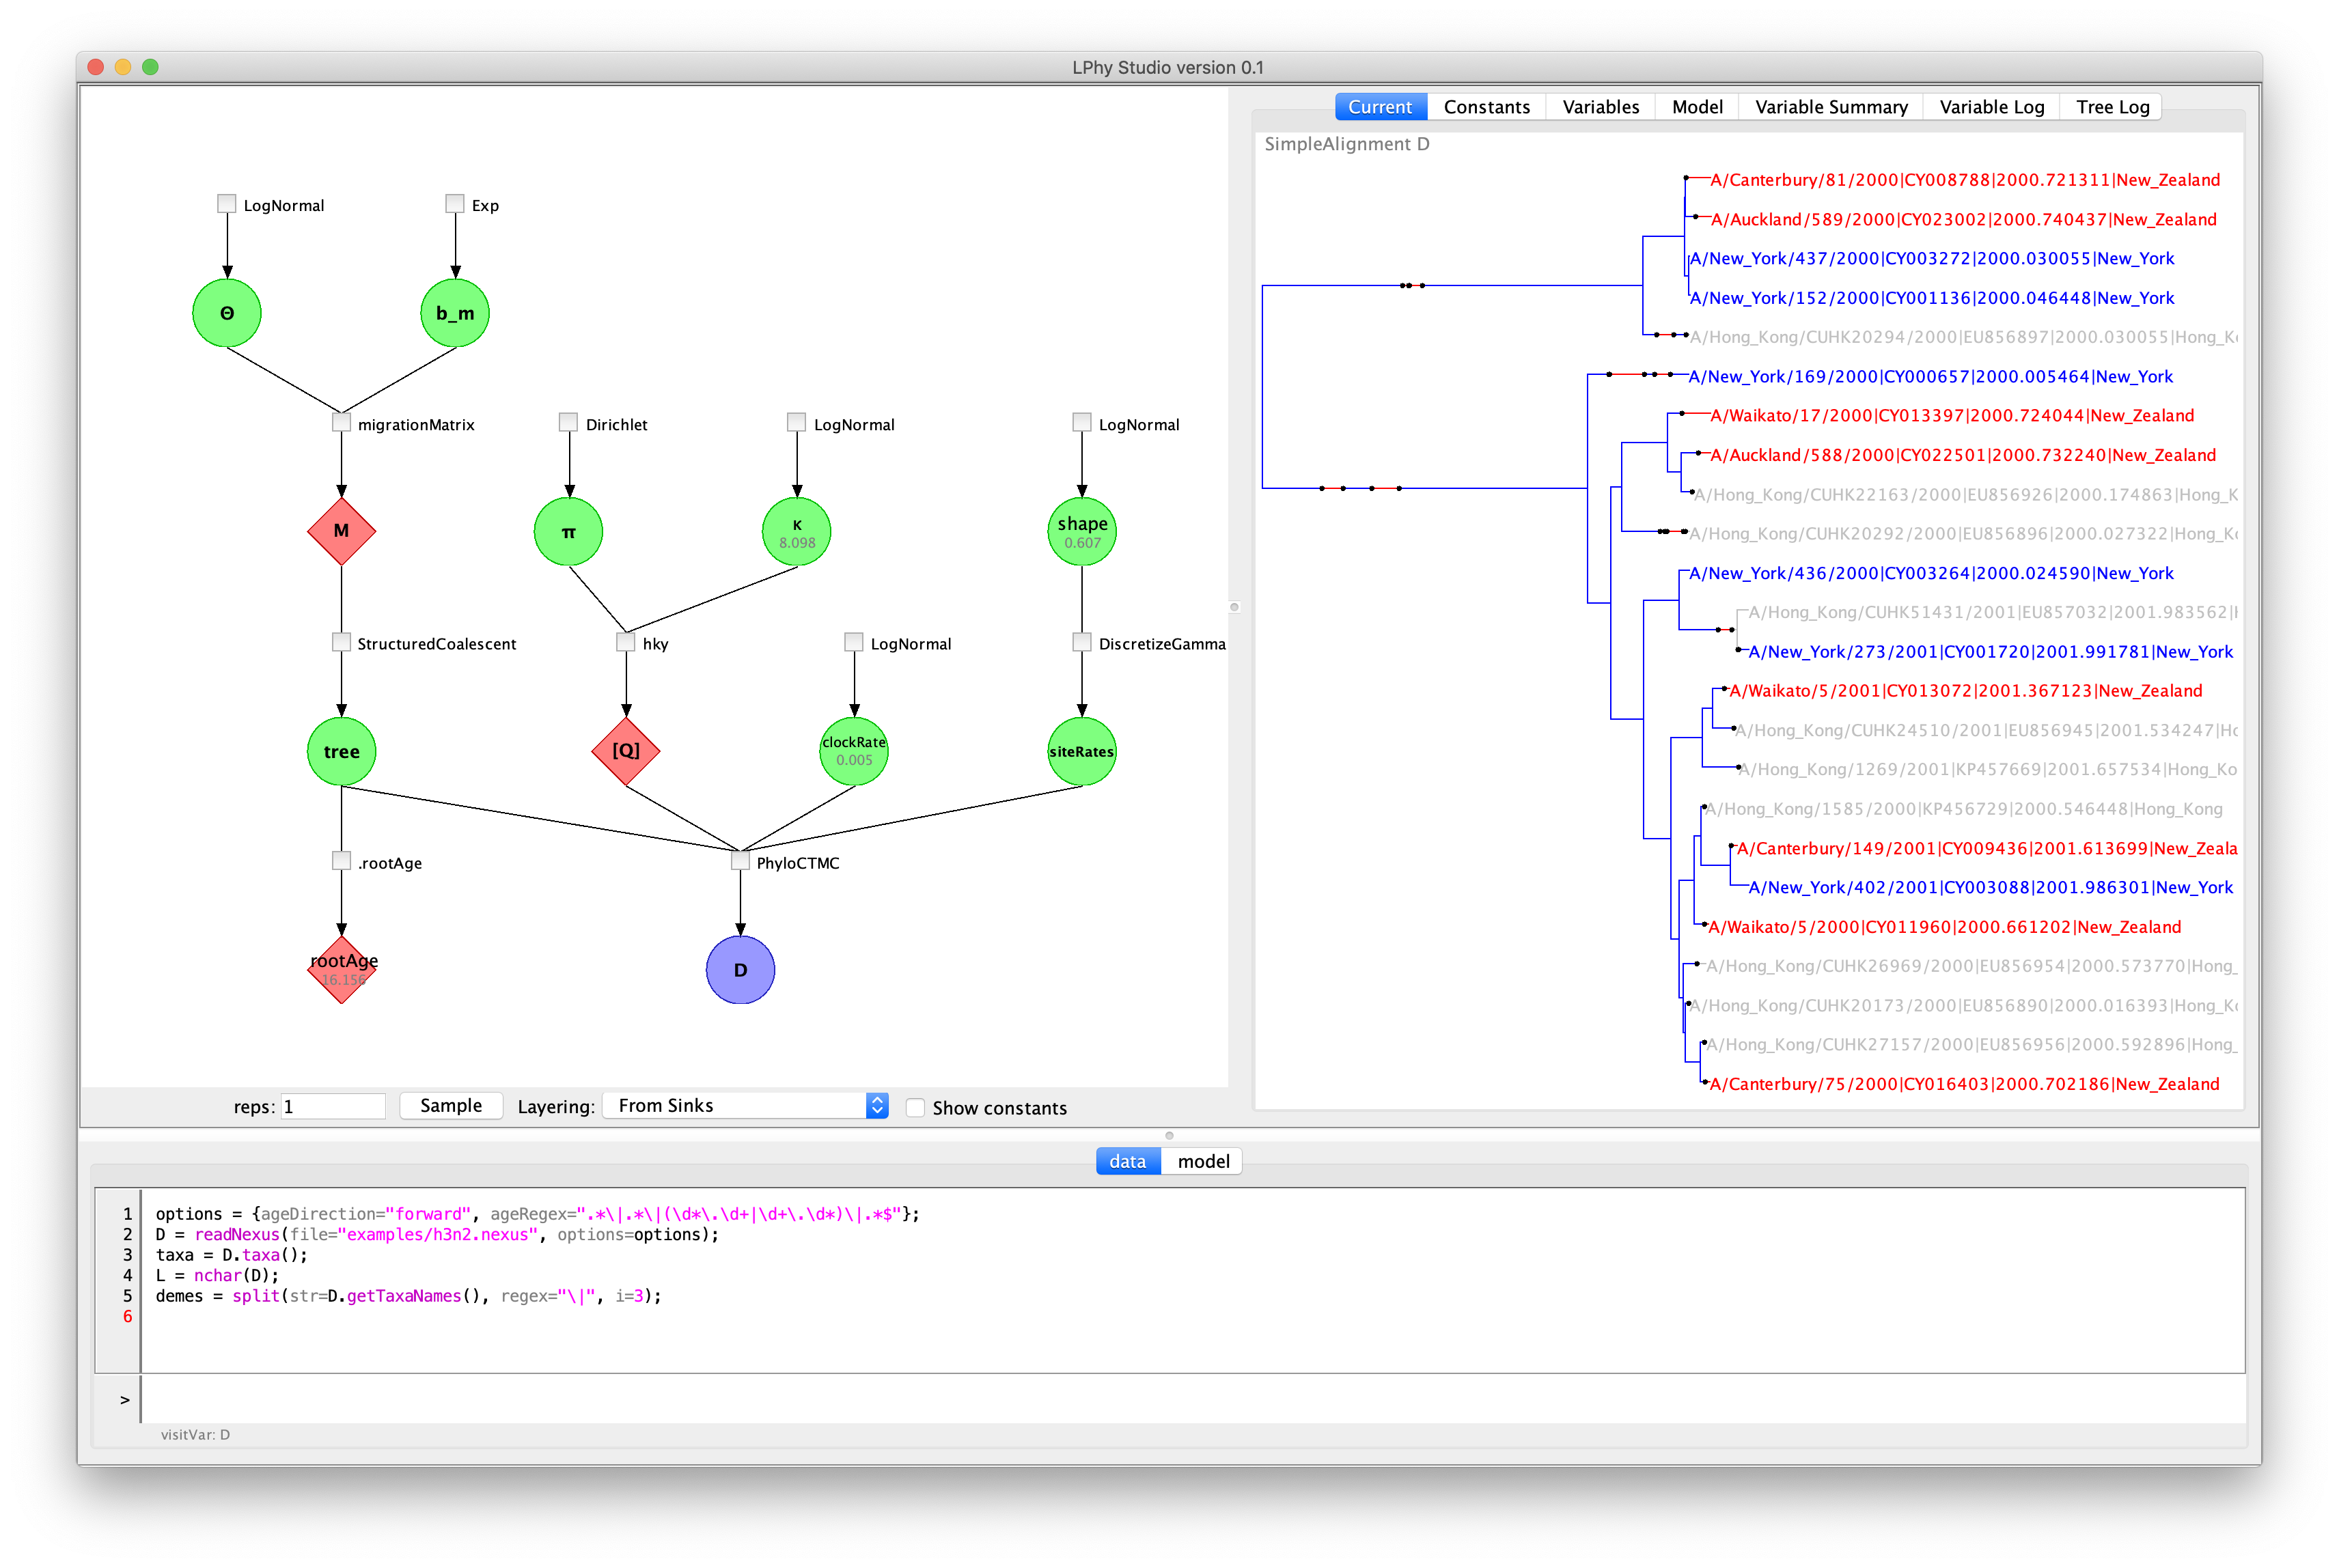 LPhy Studio version 0.1
LogNormal
Exp
Θ
b_m
migrationMatrix
Dirichlet
LogNormal
LogNormal
M
π
κ
8.098
shape
0.607
StructuredCoalescent
hky
LogNormal
DiscretizeGamma
tree
[Q]
clockRate
0.005
siteRates
.rootAge
PhyloCTMC
rootAge
16.156
D
reps: 1
Sample
Layering: From Sinks
Show constants
Current
Constants
Variables
Model
Variable Summary
Variable Log
Tree Log
SimpleAlignment D
A/Canterbury/81/2000|CY008788|2000.721311|New_Zealand
A/Auckland/589/2000|CY023002|2000.740437|New_Zealand
A/New_York/437/2000|CY003272|2000.030055|New_York
A/New_York/152/2000|CY001136|2000.046448|New_York
A/Hong_Kong/CUHK20294/2000|EU856897|2000.030055|Hong_K
A/New_York/169/2000|CY000657|2000.005464|New_York
A/Waikato/17/2000|CY013397|2000.724044|New_Zealand
A/Auckland/588/2000|CY022501|2000.732240|New_Zealand
A/Hong_Kong/CUHK22163/2000|EU856926|2000.174863|Hong_K
A/Hong_Kong/CUHK20292/2000|EU856896|2000.027322|Hong_K
A/New_York/436/2000|CY003264|2000.024590|New_York
A/Hong_Kong/CUHK51431/2001|EU857032|2001.983562|
A/New_York/273/2001|CY001720|2001.991781|New_York
A/Waikato/5/2001|CY013072|2001.367123|New_Zealand
A/Hong_Kong/CUHK24510/2001|EU856945|2001.534247|Ho
A/Hong_Kong/1269/2001|KP457669|2001.657534|Hong_Ko
A/Hong_Kong/1585/2000|KP456729|2000.546448|Hong_Kong
A/Canterbury/149/2001|CY009436|2001.613699|New_Zeala
A/New_York/402/2001|CY003088|2001.986301|New_York
A/Waikato/5/2000|CY011960|2000.661202|New_Zealand
A/Hong_Kong/CUHK26969/2000|EU856954|2000.573770|Hong_
A/Hong_Kong/CUHK20173/2000|EU856890|2000.016393|Hong_K
A/Hong_Kong/CUHK27157/2000|EU856956|2000.592896|Hong_
A/Canterbury/75/2000|CY016403|2000.702186|New_Zealand
data
model
1 options = {ageDirection="forward", ageRegex=".*\|.*\|(\d*\.\d+|\d+\.\d*)\|.*$"};
2 D = readNexus(file="examples/h3n2.nexus", options=options);
3 taxa = D.taxa();
4 L = nchar(D);
5 demes = split(str=D.getTaxaNames(), regex="\|", i=3);
6
>
visitVar: D